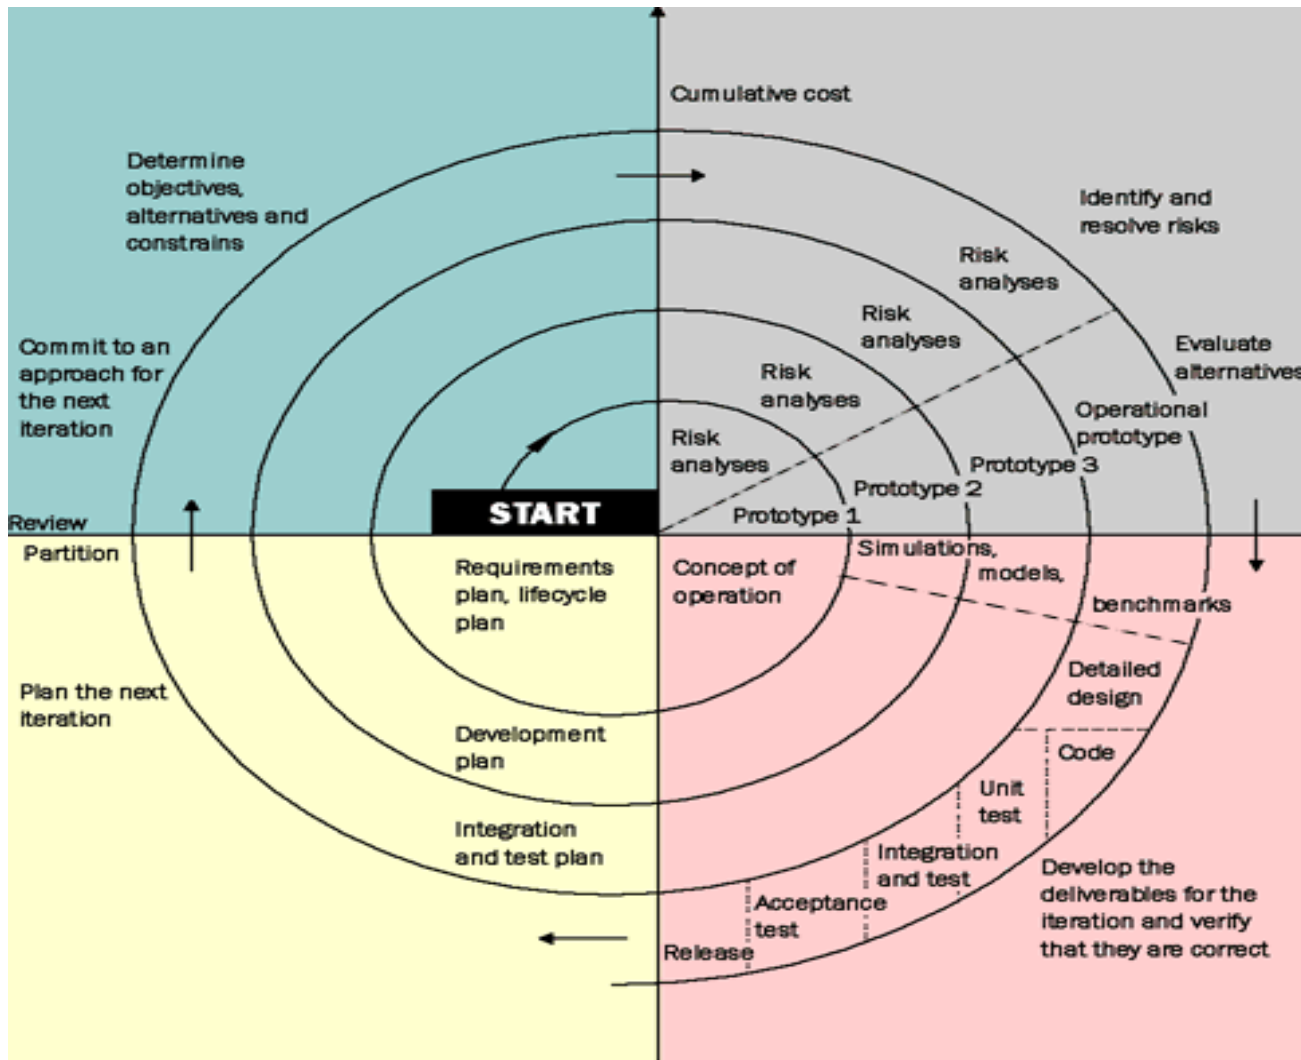 Cumulative cost
Determine
objectives,
alternatives and
constrains
Identify and
resolve risks
Risk
analyses
Risk
analyses
Commit to an
approach for
the next
iteration
Evaluate
alternatives
Risk
analyses
Operational
prototype
Risk
analyses
Prototype 3
Prototype 2
START
Prototype 1
Review
Partition
Simulations,
models,
benchmarks
Requirements
plan, lifecycle
plan
Concept of
operation
Plan the next
iteration
Detailed
design
Development
plan
Code
Unit
test
Integration
and test plan
Integration
and test
Develop the
deliverables for the
iteration and verify
that they are correct
Acceptance
test
Release